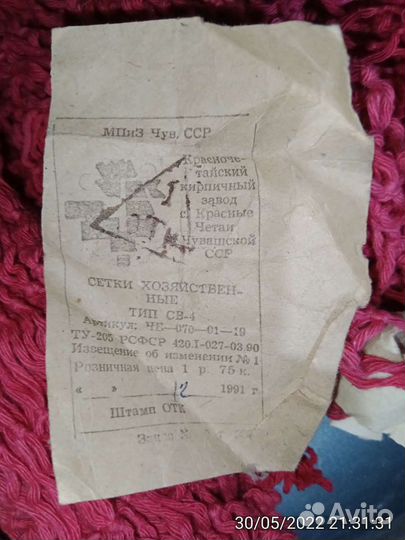 МПиЗ Чув. ССР
Красноче-
тайский
кирпичный
завод
с. Красные
Четаи
Чувашской
ССР
СЕТКИ ХОЗЯЙСТВЕН-
НЫЕ
ТИП СВ-4
Артикул: ЧЕ—070—01—19
ТУ-205 РСФСР 420.1-027-03.90
Извещение об изменении № 1
Розничная цена 1 р. 75 к.
« » 12 1991 г
Штамп ОТК
30/05/2022 21:31:31
Avito